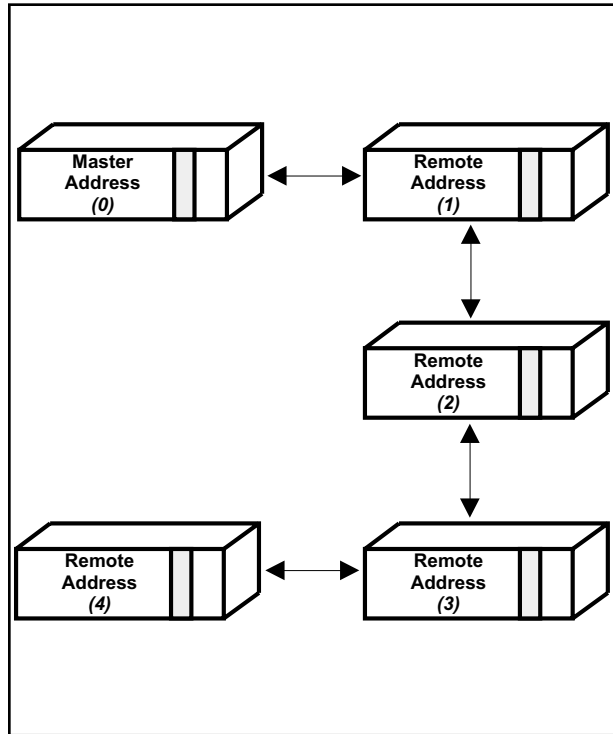 Master
Address
(0)
Remote
Address
(1)
Remote
Address
(2)
Remote
Address
(4)
Remote
Address
(3)